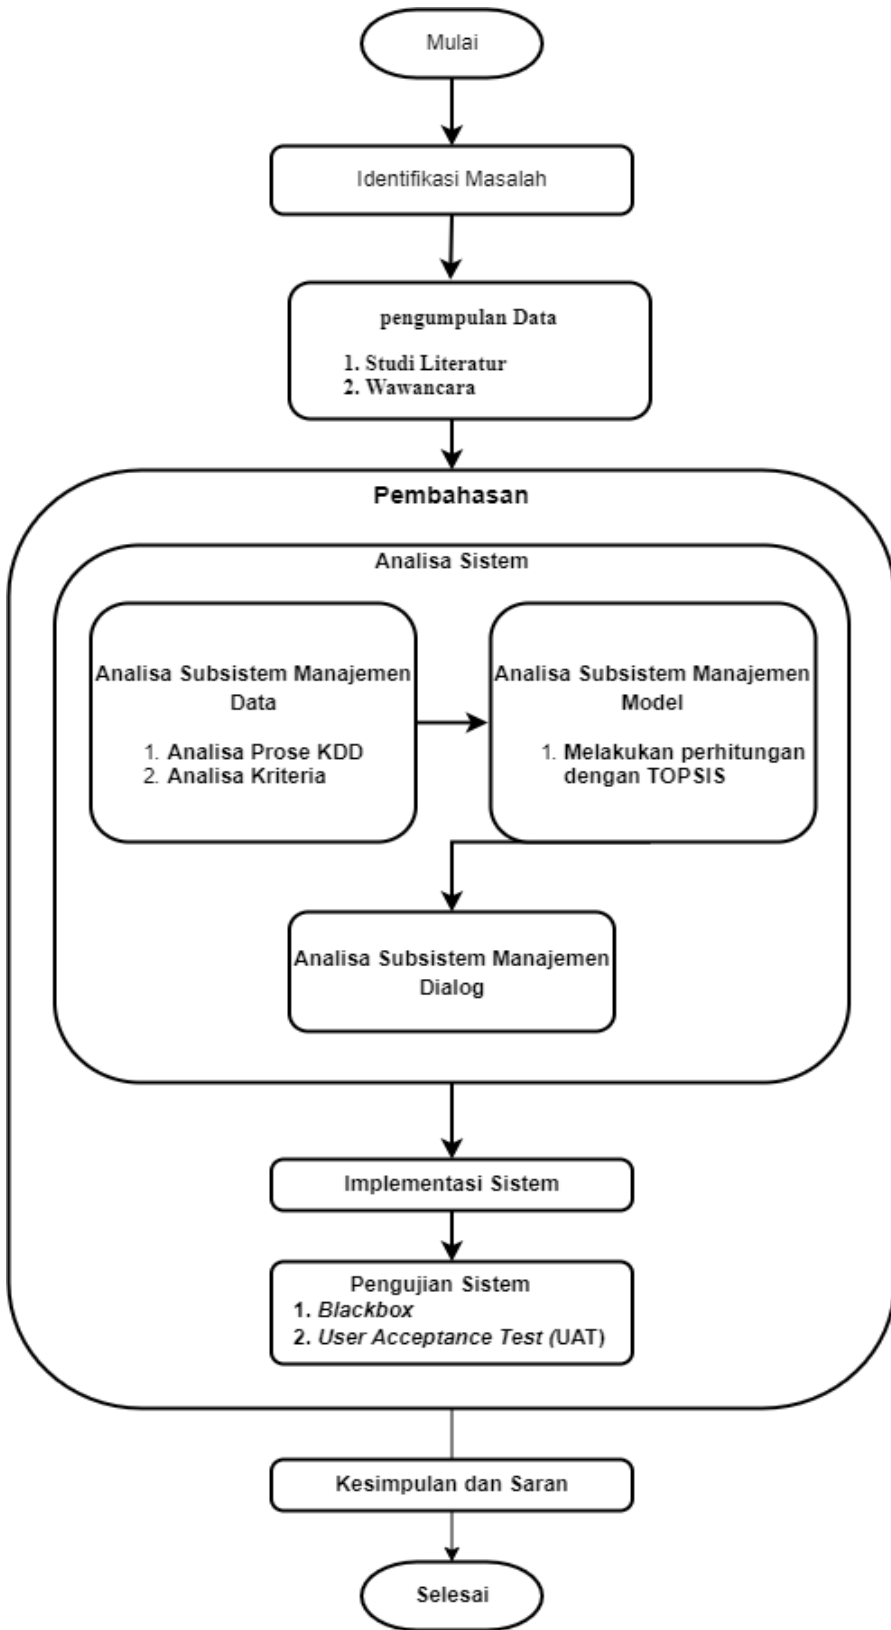 Mulai
Identifikasi Masalah
pengumpulan Data
1. Studi Literatur
2. Wawancara
Pembahasan
Analisa Sistem
Analisa Subsistem Manajemen
Data
1. Analisa Prose KDD
2. Analisa Kriteria
Analisa Subsistem Manajemen
Model
1. Melakukan perhitungan
dengan TOPSIS
Analisa Subsistem Manajemen
Dialog
Implementasi Sistem
Pengujian Sistem
1. Blackbox
2. User Acceptance Test (UAT)
Kesimpulan dan Saran
Selesai